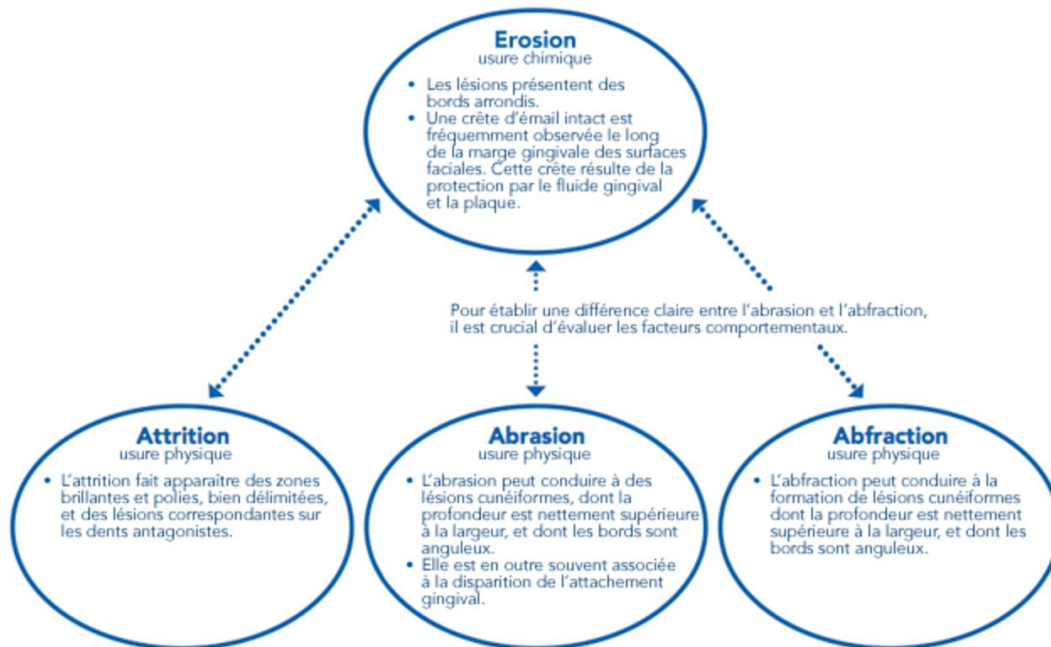 Erosion
usure chimique
• Les lésions présentent des
bords arrondis.
• Une crête d'émail intact est
fréquemment observée le long
de la marge gingivale des surfaces
faciales. Cette crête résulte de la
protection par le fluide gingival
et la plaque.
Pour établir une différence claire entre l'abrasion et l'abfraction,
il est crucial d'évaluer les facteurs comportementaux.
Attrition
usure physique
• L'attrition fait apparaître des zones
brillantes et polies, bien délimitées,
et des lésions correspondantes sur
les dents antagonistes.
Abrasion
usure physique
• L'abrasion peut conduire à des
lésions cunéiformes, dont la
profondeur est nettement supérieure
à la largeur, et dont les bords sont
anguleux.
• Elle est en outre souvent associée
à la disparition de l'attachement
gingival.
Abfraction
usure physique
• L'abfraction peut conduire à la
formation de lésions cunéiformes
dont la profondeur est nettement
supérieure à la largeur, et dont les
bords sont anguleux.